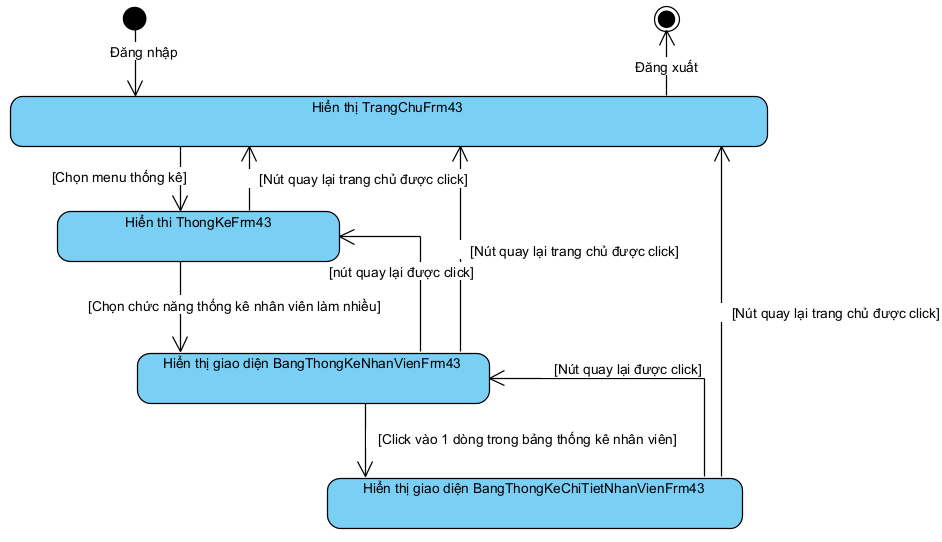 Đăng nhập
Đăng xuất
Hiển thị TrangChuFrm43
[Chọn menu thống kê]
[Nút quay lại trang chủ được click]
Hiển thi ThongKeFrm43
[Nút quay lại trang chủ được click]
[nút quay lại được click]
[Chọn chức năng thống kê nhân viên làm nhiều]
[Nút quay lại trang chủ được click]
Hiển thị giao diện BangThongKeNhanVienFrm43
[Nút quay lại được click]
[Click vào 1 dòng trong bảng thống kê nhân viên]
Hiển thị giao diện BangThongKeChiTietNhanVienFrm43